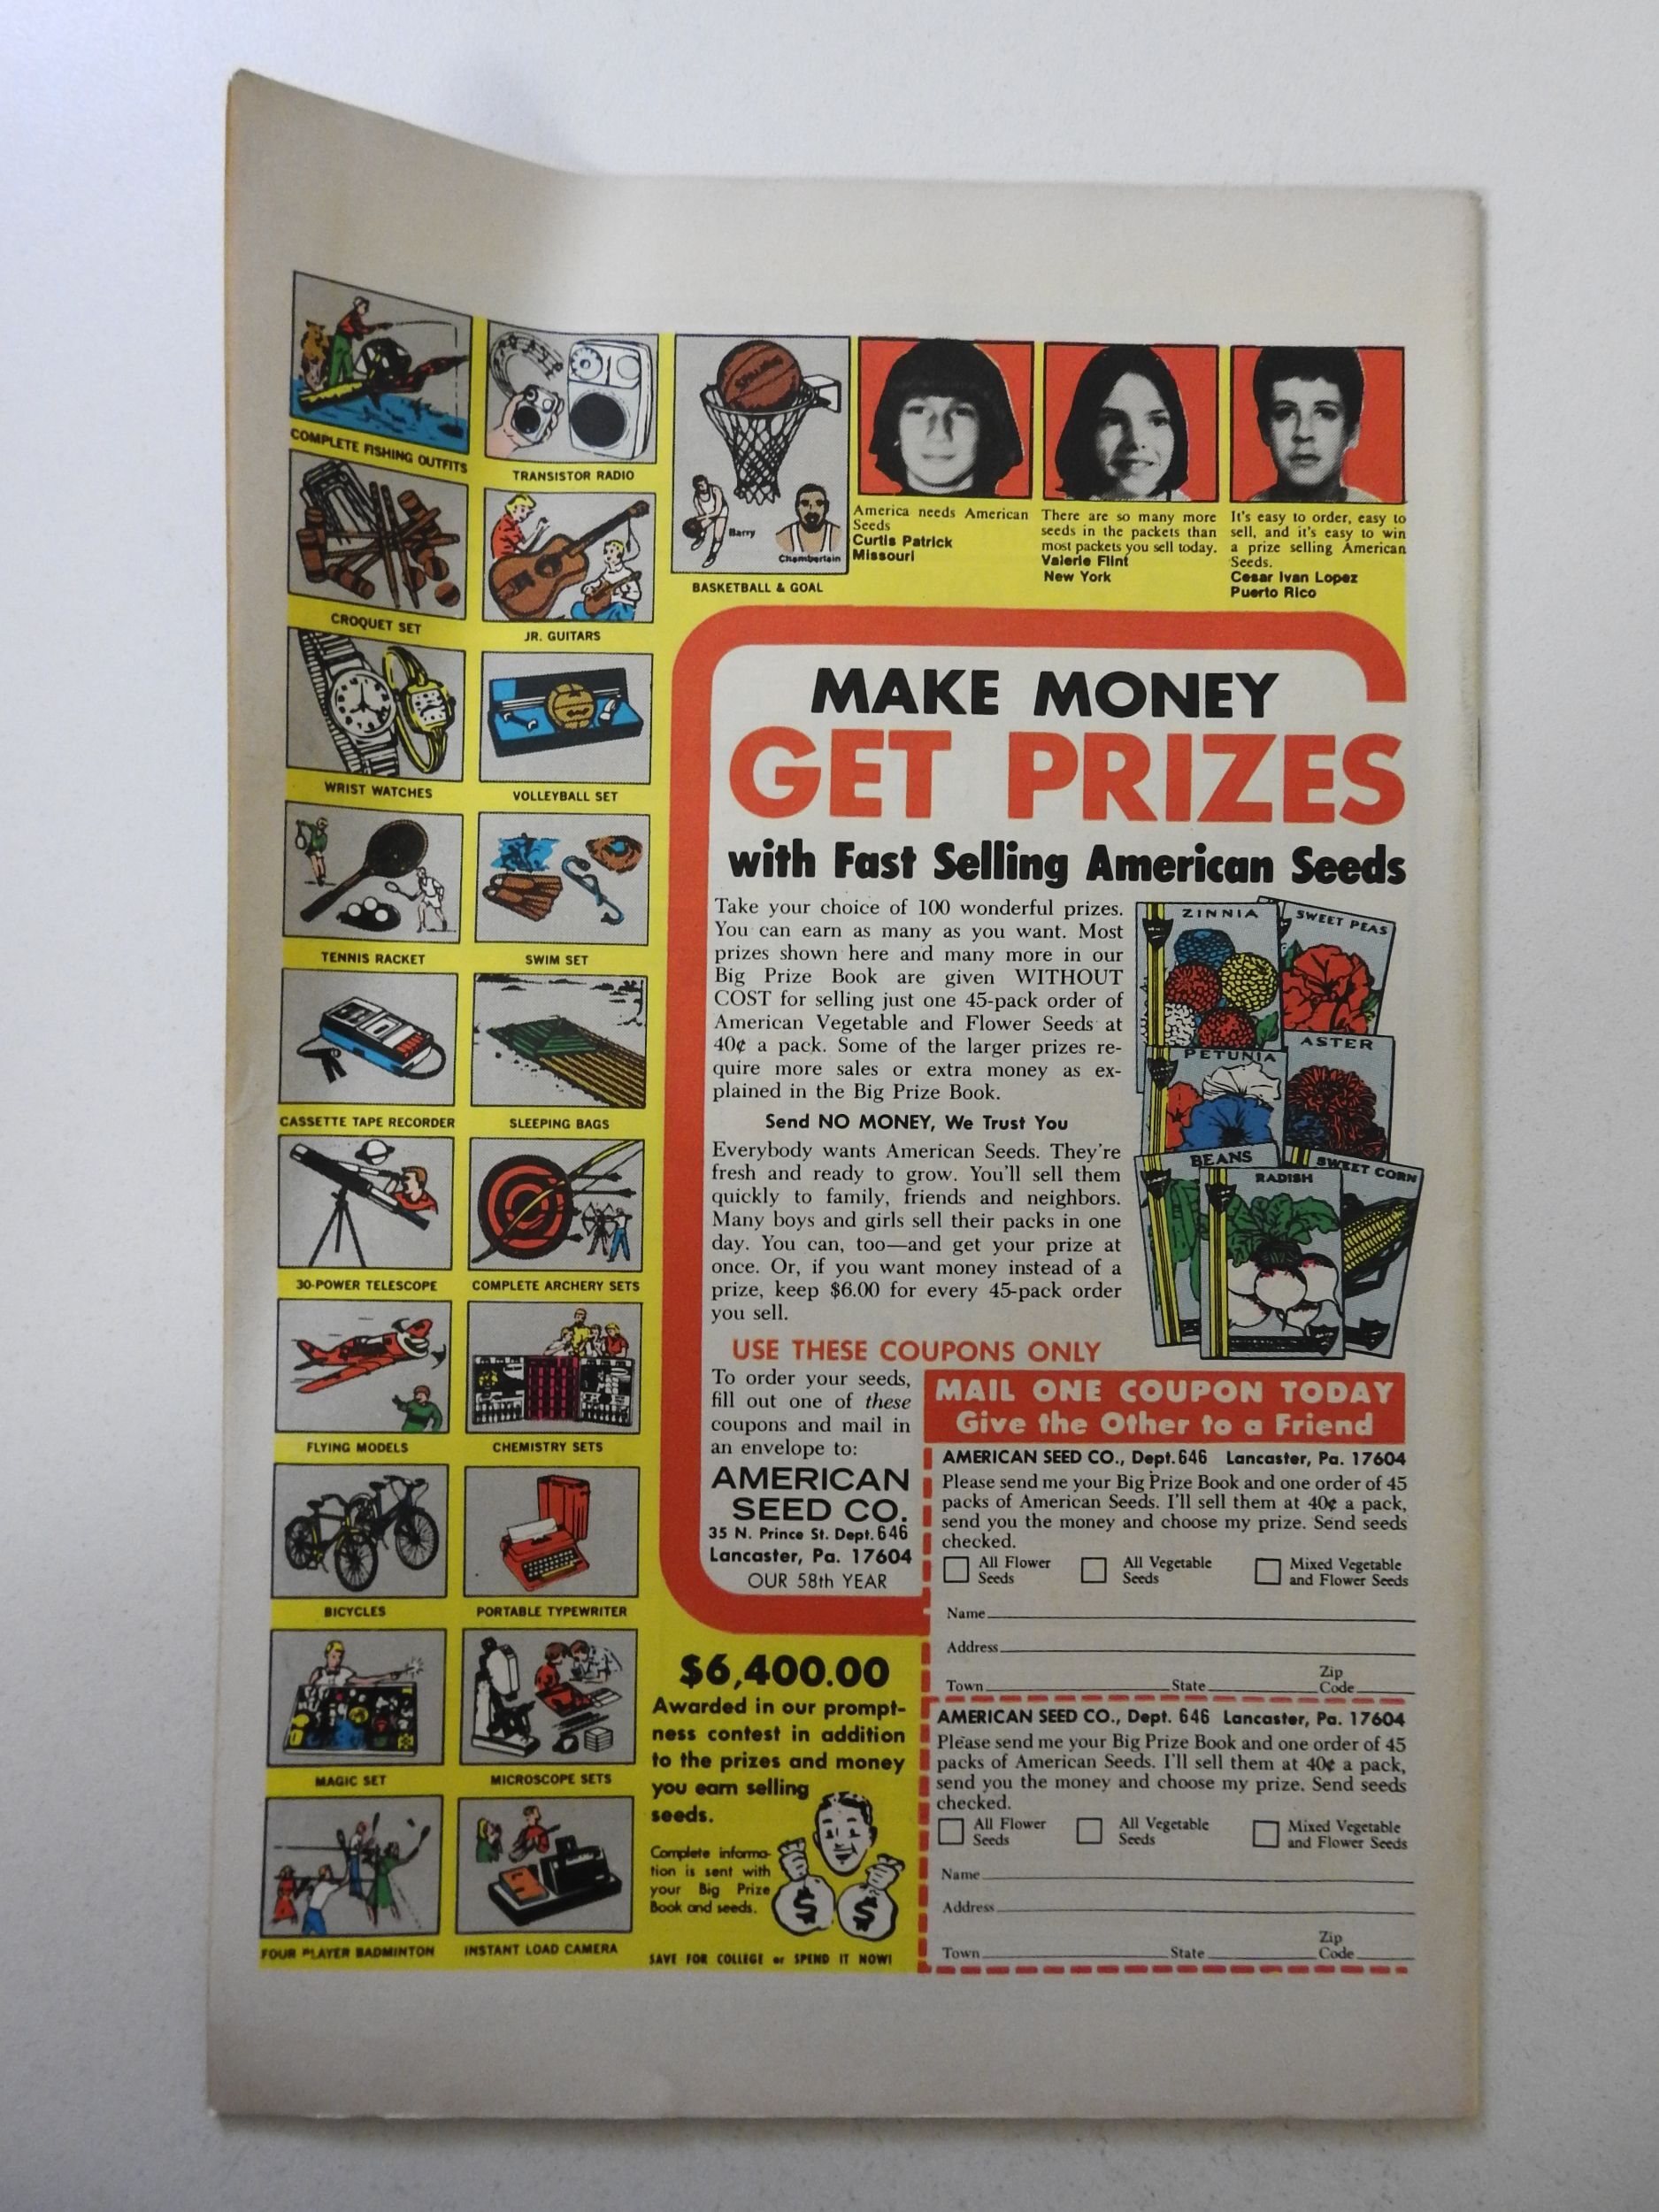 COMPLETE FISHING OUTFITS
TRANSISTOR RADIO
SPALDING
Barry
Chamberlain
BASKETBALL & GOAL
America needs American
Seeds
Curtis Patrick
Missouri
There are so many more
seeds in the packets than
most packets you sell today.
Valerie Flint
New York
It's easy to order, easy to
sell, and it's easy to win
a prize selling American
Seeds.
Cesar Ivan Lopez
Puerto Rico
CROQUET SET
JR. GUITARS
WRIST WATCHES
VOLLEYBALL SET
TENNIS RACKET
SWIM SET
CASSETTE TAPE RECORDER
SLEEPING BAGS
30-POWER TELESCOPE
COMPLETE ARCHERY SETS
FLYING MODELS
CHEMISTRY SETS
BICYCLES
PORTABLE TYPEWRITER
MAGIC SET
MICROSCOPE SETS
FOUR PLAYER BADMINTON
INSTANT LOAD CAMERA
MAKE MONEY
GET PRIZES
with Fast Selling American Seeds
Take your choice of 100 wonderful prizes.
You can earn as many as you want. Most
prizes shown here and many more in our
Big Prize Book are given WITHOUT
COST for selling just one 45-pack order of
American Vegetable and Flower Seeds at
40¢ a pack. Some of the larger prizes re-
quire more sales or extra money as ex-
plained in the Big Prize Book.
Send NO MONEY, We Trust You
Everybody wants American Seeds. They're
fresh and ready to grow. You'll sell them
quickly to family, friends and neighbors.
Many boys and girls sell their packs in one
day. You can, too—and get your prize at
once. Or, if you want money instead of a
prize, keep $6.00 for every 45-pack order
you sell.
ZINNIA
SWEET PEAS
PETUNIA
ASTER
BEANS
RADISH
SWEET CORN
USE THESE COUPONS ONLY
To order your seeds,
fill out one of these
coupons and mail in
an envelope to:
AMERICAN
SEED CO.
35 N. Prince St. Dept. 646
Lancaster, Pa. 17604
OUR 58th YEAR
MAIL ONE COUPON TODAY
Give the Other to a Friend
AMERICAN SEED CO., Dept. 646 Lancaster, Pa. 17604
Please send me your Big Prize Book and one order of 45
packs of American Seeds. I'll sell them at 40¢ a pack,
send you the money and choose my prize. Send seeds
checked.
All Flower
Seeds
All Vegetable
Seeds
Mixed Vegetable
and Flower Seeds
Name
Address
Town State Zip
Code
AMERICAN SEED CO., Dept. 646 Lancaster, Pa. 17604
Please send me your Big Prize Book and one order of 45
packs of American Seeds. I'll sell them at 40¢ a pack,
send you the money and choose my prize. Send seeds
checked.
All Flower
Seeds
All Vegetable
Seeds
Mixed Vegetable
and Flower Seeds
Name
Address
Town State Zip
Code
$6,400.00
Awarded in our prompt-
ness contest in addition
to the prizes and money
you earn selling
seeds.
Complete informa-
tion is sent with
your Big Prize
Book and seeds.
$ $
SAVE FOR COLLEGE or SPEND IT NOW!